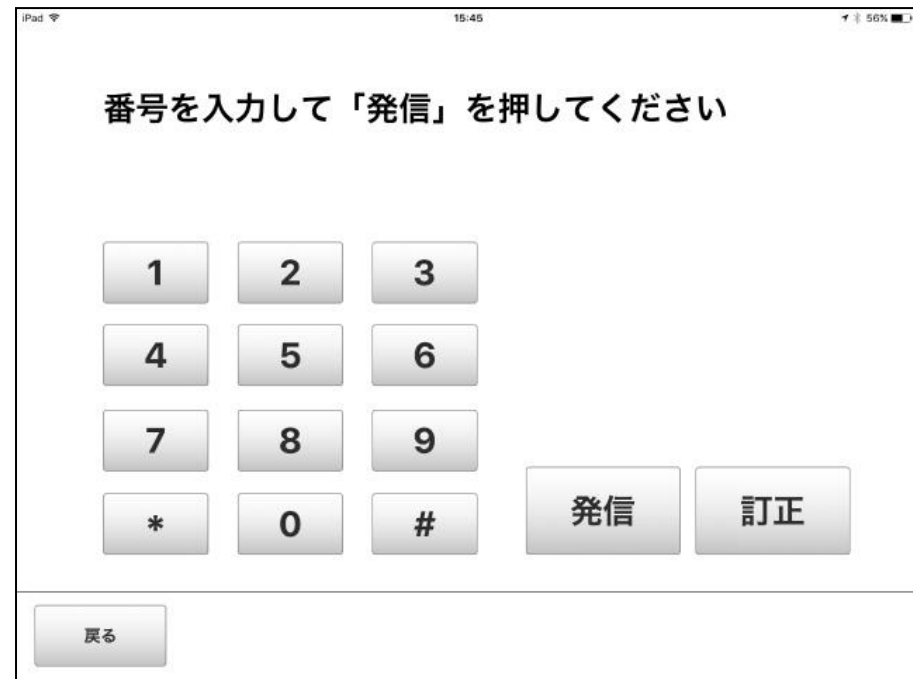 iPad 15:45 56%
番号を入力して「発信」を押してください
1 2 3
4 5 6
7 8 9
* 0 #
発信 訂正
戻る